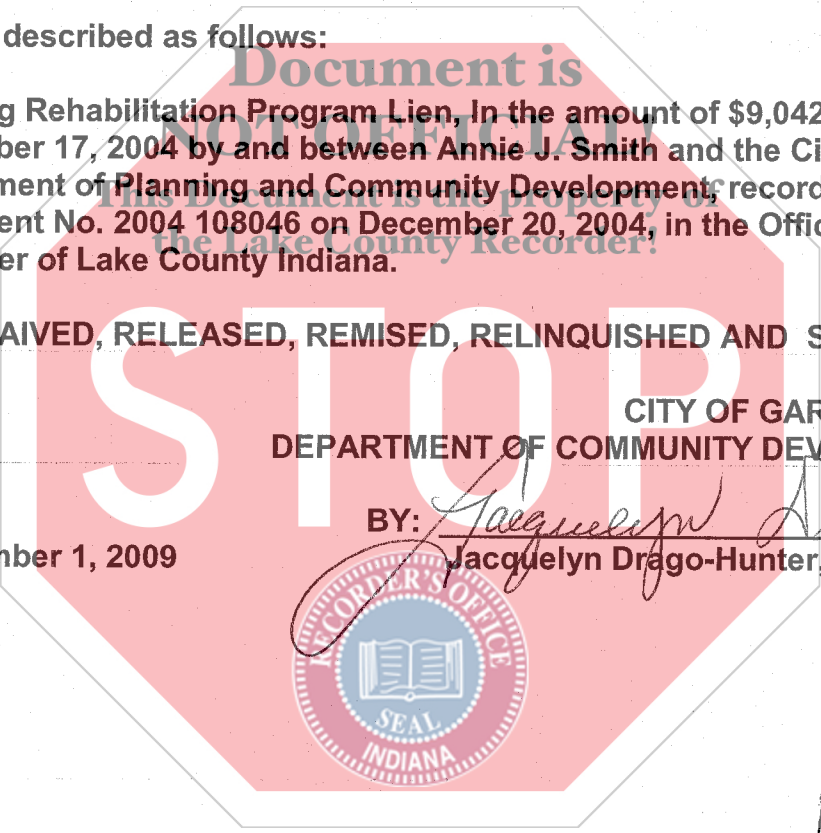 described as follows:
Document is
g Rehabilitation Program Lien, In the amount of $9,042
NOT OFFICIAL!
ber 17, 2004 by and between Annie J. Smith and the Ci
ment of Planning and Community Development, record
This Document is the property of
ent No. 2004 108046 on December 20, 2004, in the Offic
the Lake County Recorder!
er of Lake County Indiana.
AIVED, RELEASED, REMISED, RELINQUISHED AND S
STOP
CITY OF GAR
DEPARTMENT OF COMMUNITY DEV
BY: Jacquelyn
mber 1, 2009
Jacquelyn Drago-Hunter,
RECORDER'S OFFICE
SEAL
INDIANA